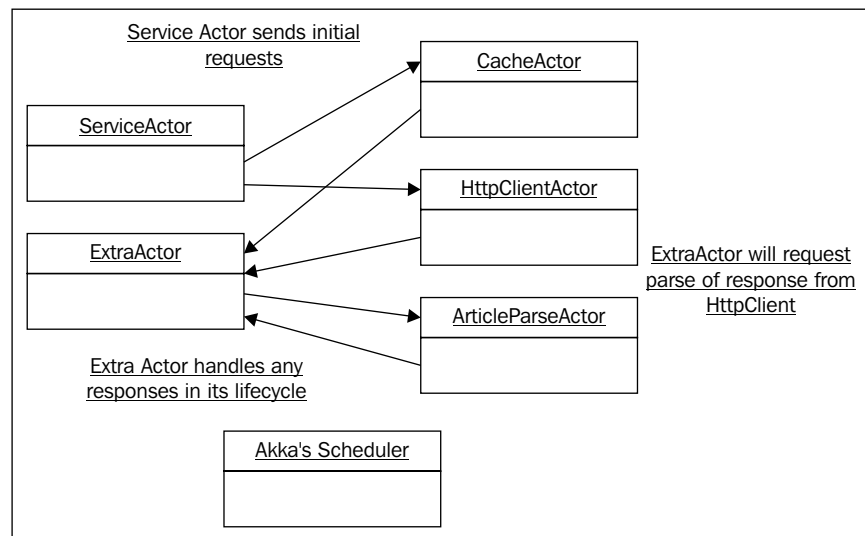 Service Actor sends initial
requests
CacheActor
ServiceActor
HttpClientActor
ExtraActor
ExtraActor will request
parse of response from
HttpClient
ArticleParseActor
Extra Actor handles any
responses in its lifecycle
Akka's Scheduler